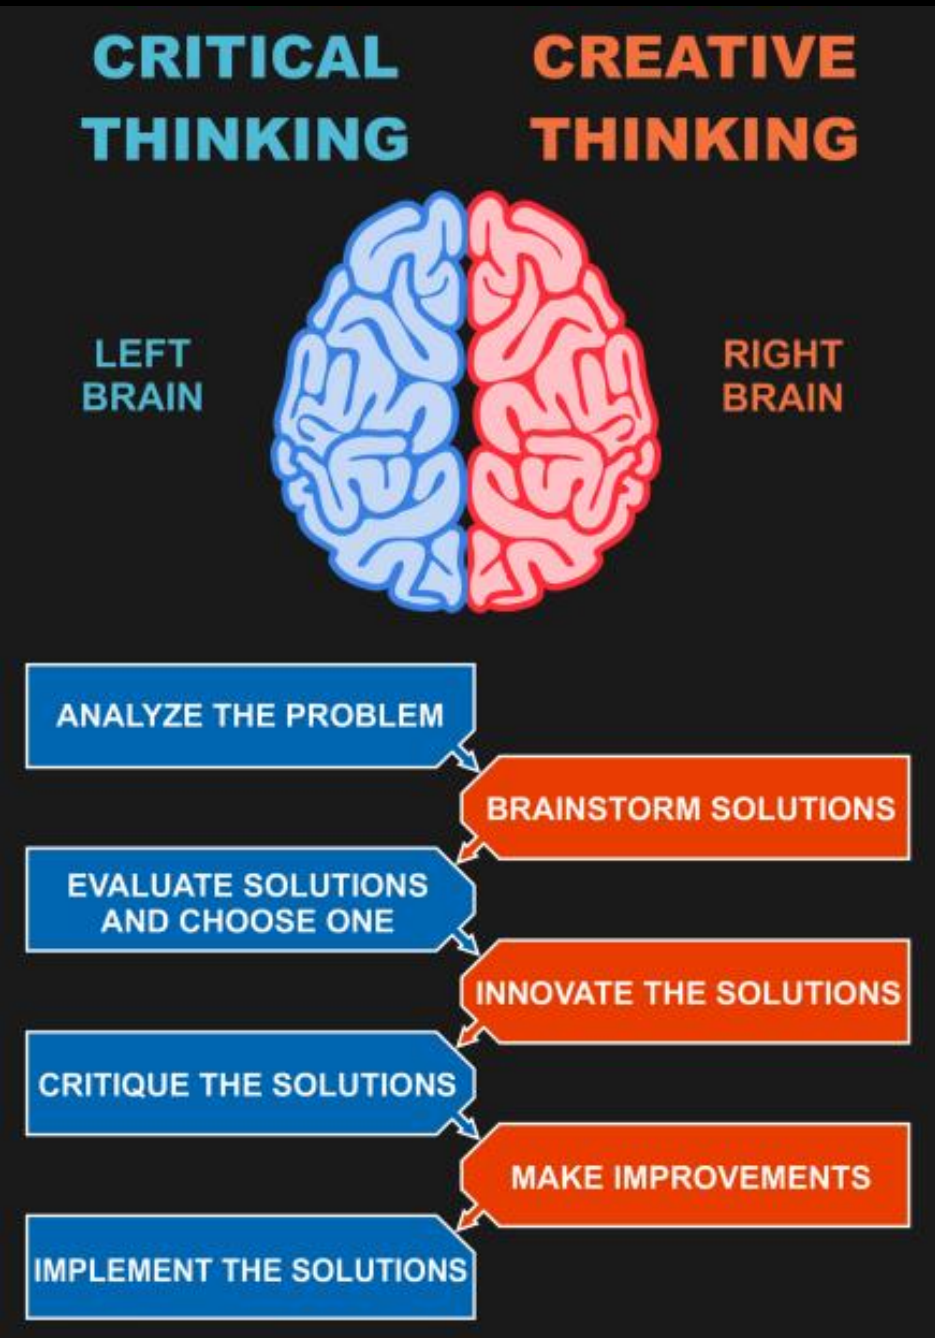 CRITICAL
THINKING
CREATIVE
THINKING
LEFT
BRAIN
RIGHT
BRAIN
ANALYZE THE PROBLEM
BRAINSTORM SOLUTIONS
EVALUATE SOLUTIONS
AND CHOOSE ONE
INNOVATE THE SOLUTIONS
CRITIQUE THE SOLUTIONS
MAKE IMPROVEMENTS
IMPLEMENT THE SOLUTIONS